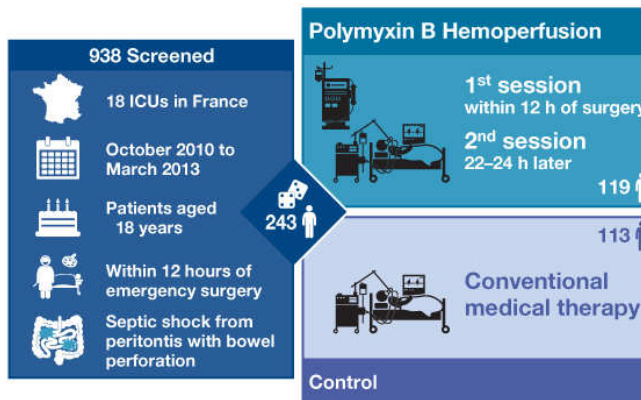 938 Screened
18 ICUs in France
October 2010 to
March 2013
Patients aged
18 years
Within 12 hours of
emergency surgery
Septic shock from
peritontis with bowel
perforation
243
Polymyxin B Hemoperfusion
1st session
within 12 h of surgery
2nd session
22–24 h later
119
113
Conventional
medical therapy
Control